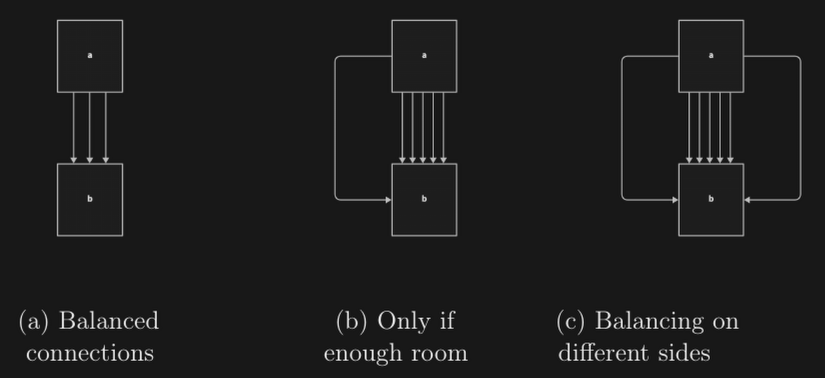 a
a
a
b
b
b
(a) Balanced
connections
(b) Only if
enough room
(c) Balancing on
different sides